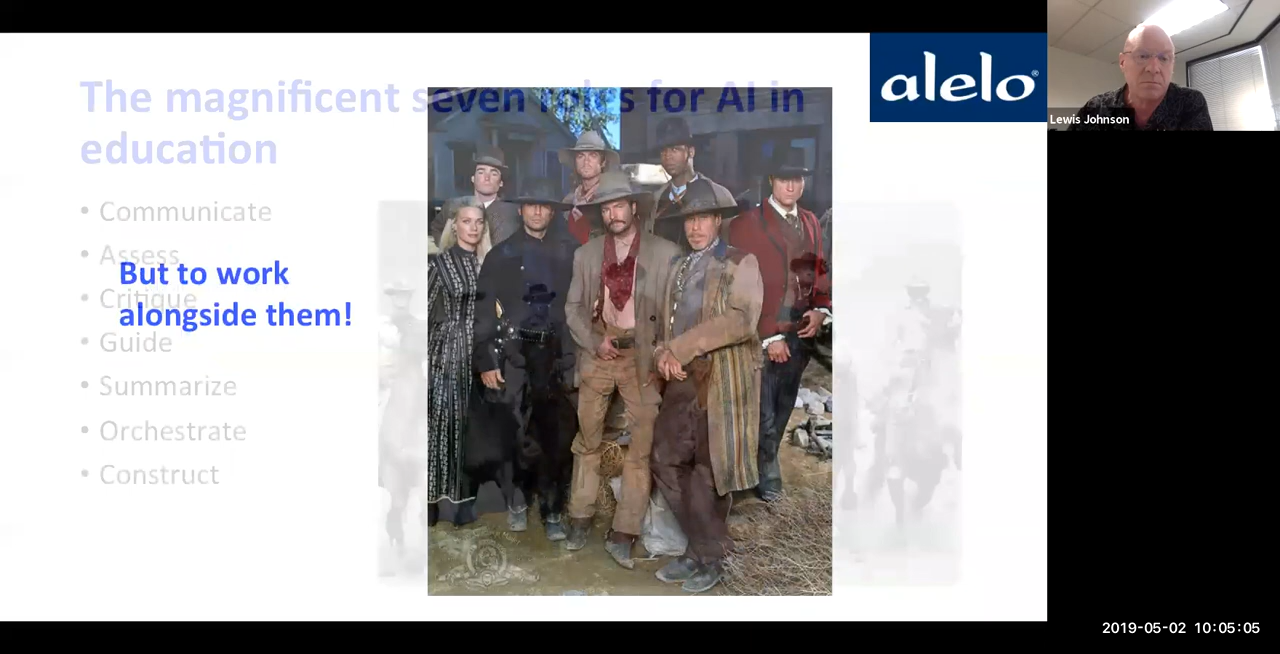 The magnificent seven roles for AI in
education
• Communicate
• Assess
• Critique
• Guide
• Summarize
• Orchestrate
• Construct
But to work
alongside them!
alelo®
Lewis Johnson
2019-05-02 10:05:05